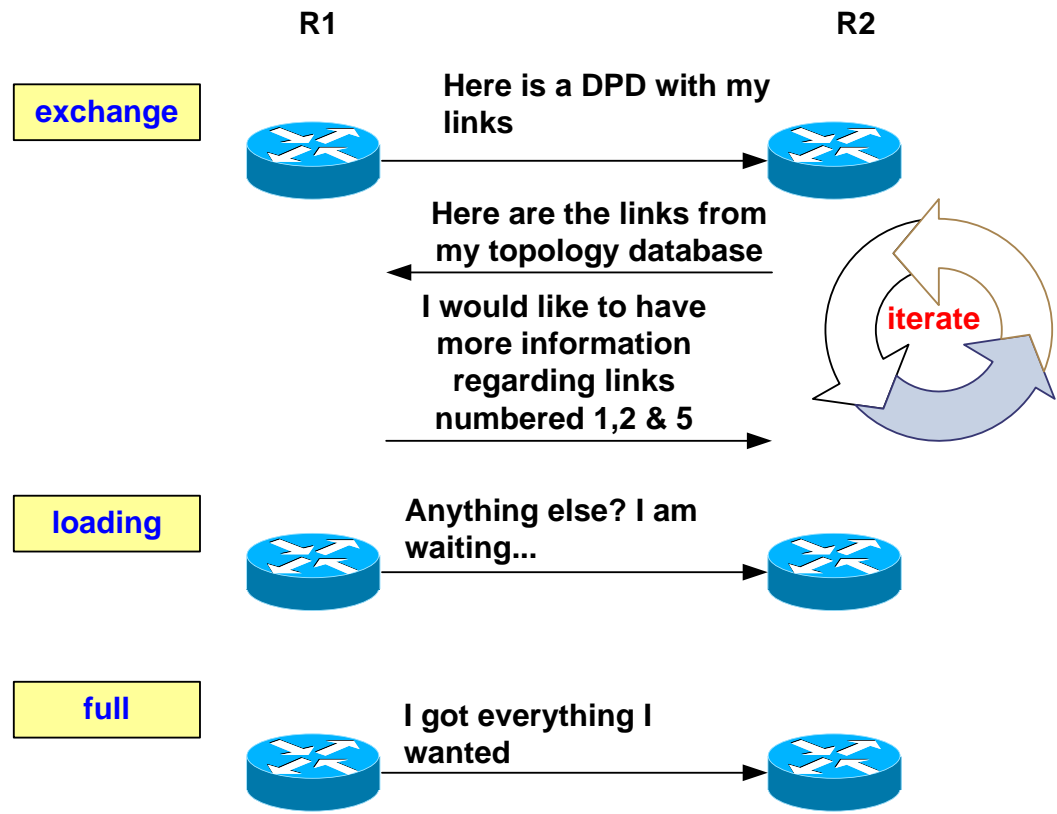 R1
R2
exchange
Here is a DPD with my
links
Here are the links from
my topology database
I would like to have
more information
regarding links
numbered 1,2 & 5
iterate
loading
Anything else? I am
waiting...
full
I got everything I
wanted